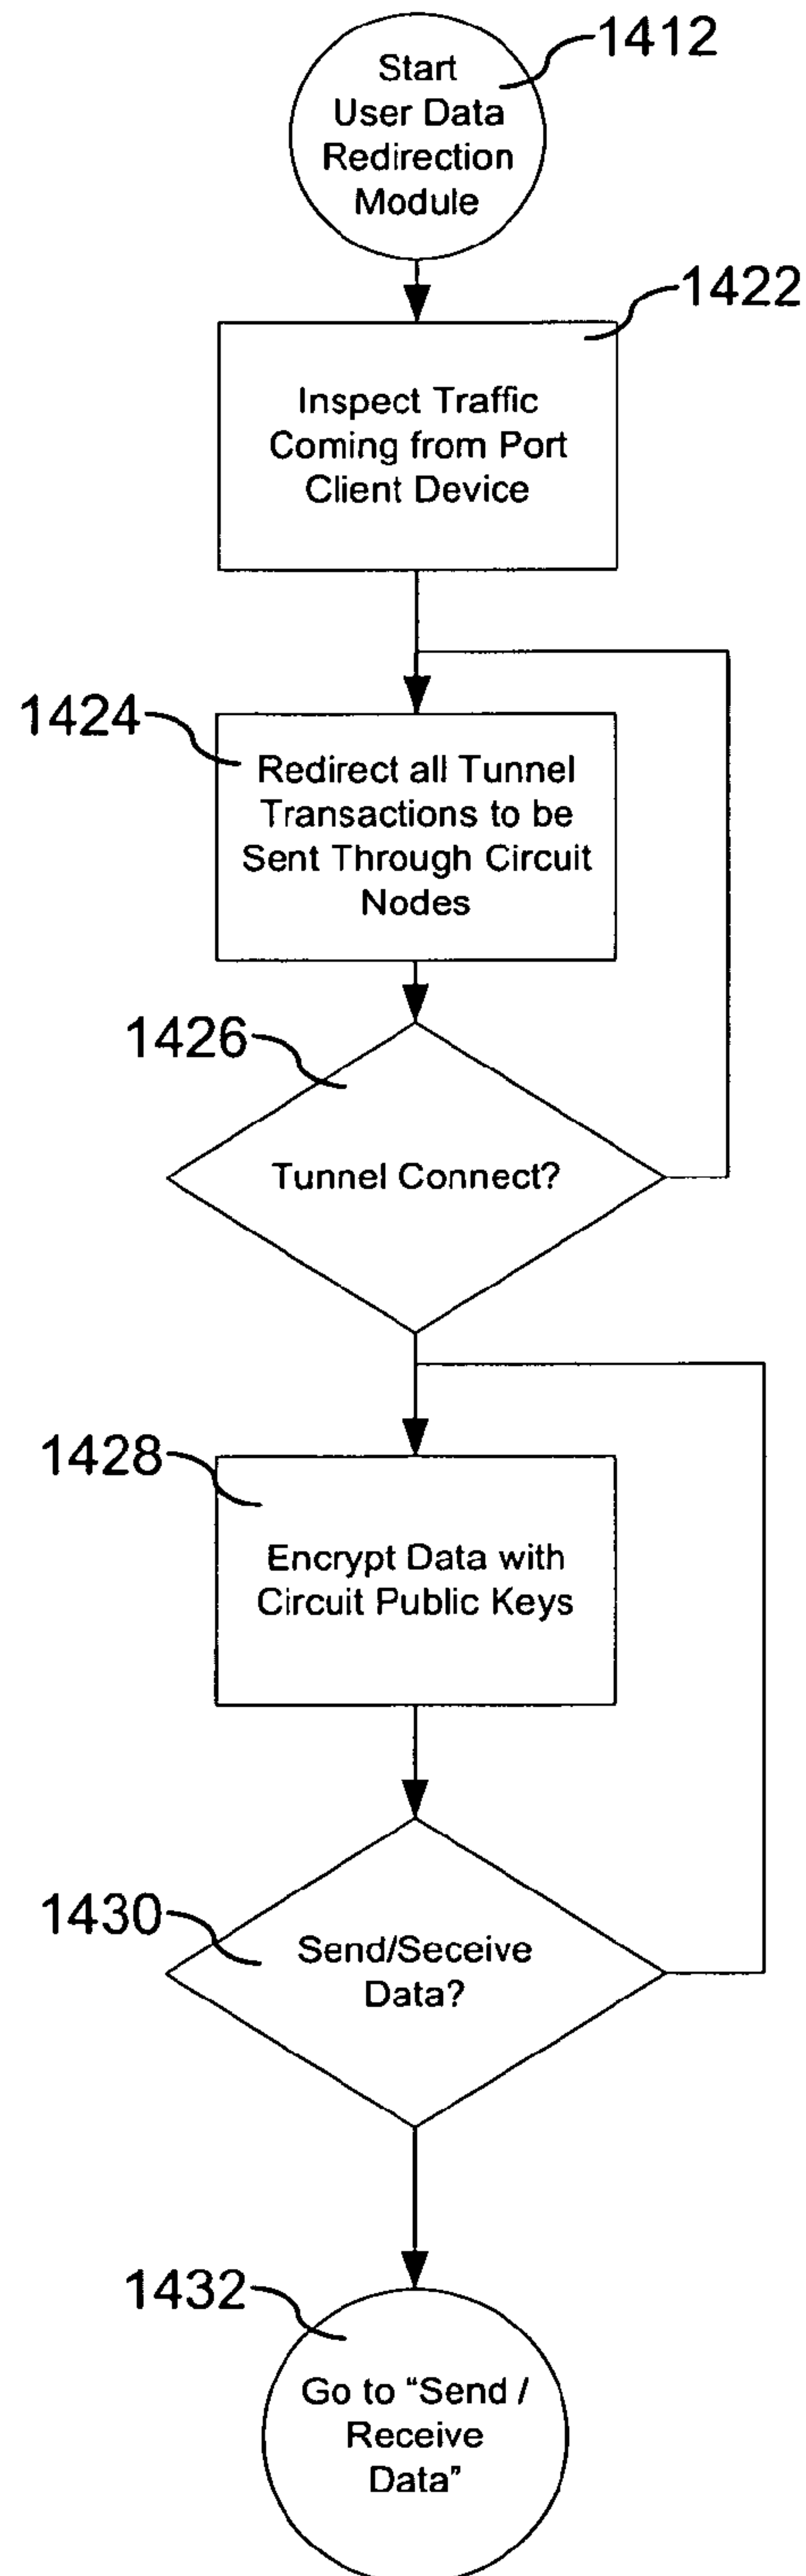 1412
Start
User Data
Redirection
Module
1422
Inspect Traffic
Coming from Port
Client Device
1424
Redirect all Tunnel
Transactions to be
Sent Through Circuit
Nodes
1426
Tunnel Connect?
1428
Encrypt Data with
Circuit Public Keys
1430
Send/Seceive
Data?
1432
Go to “Send /
Receive
Data”